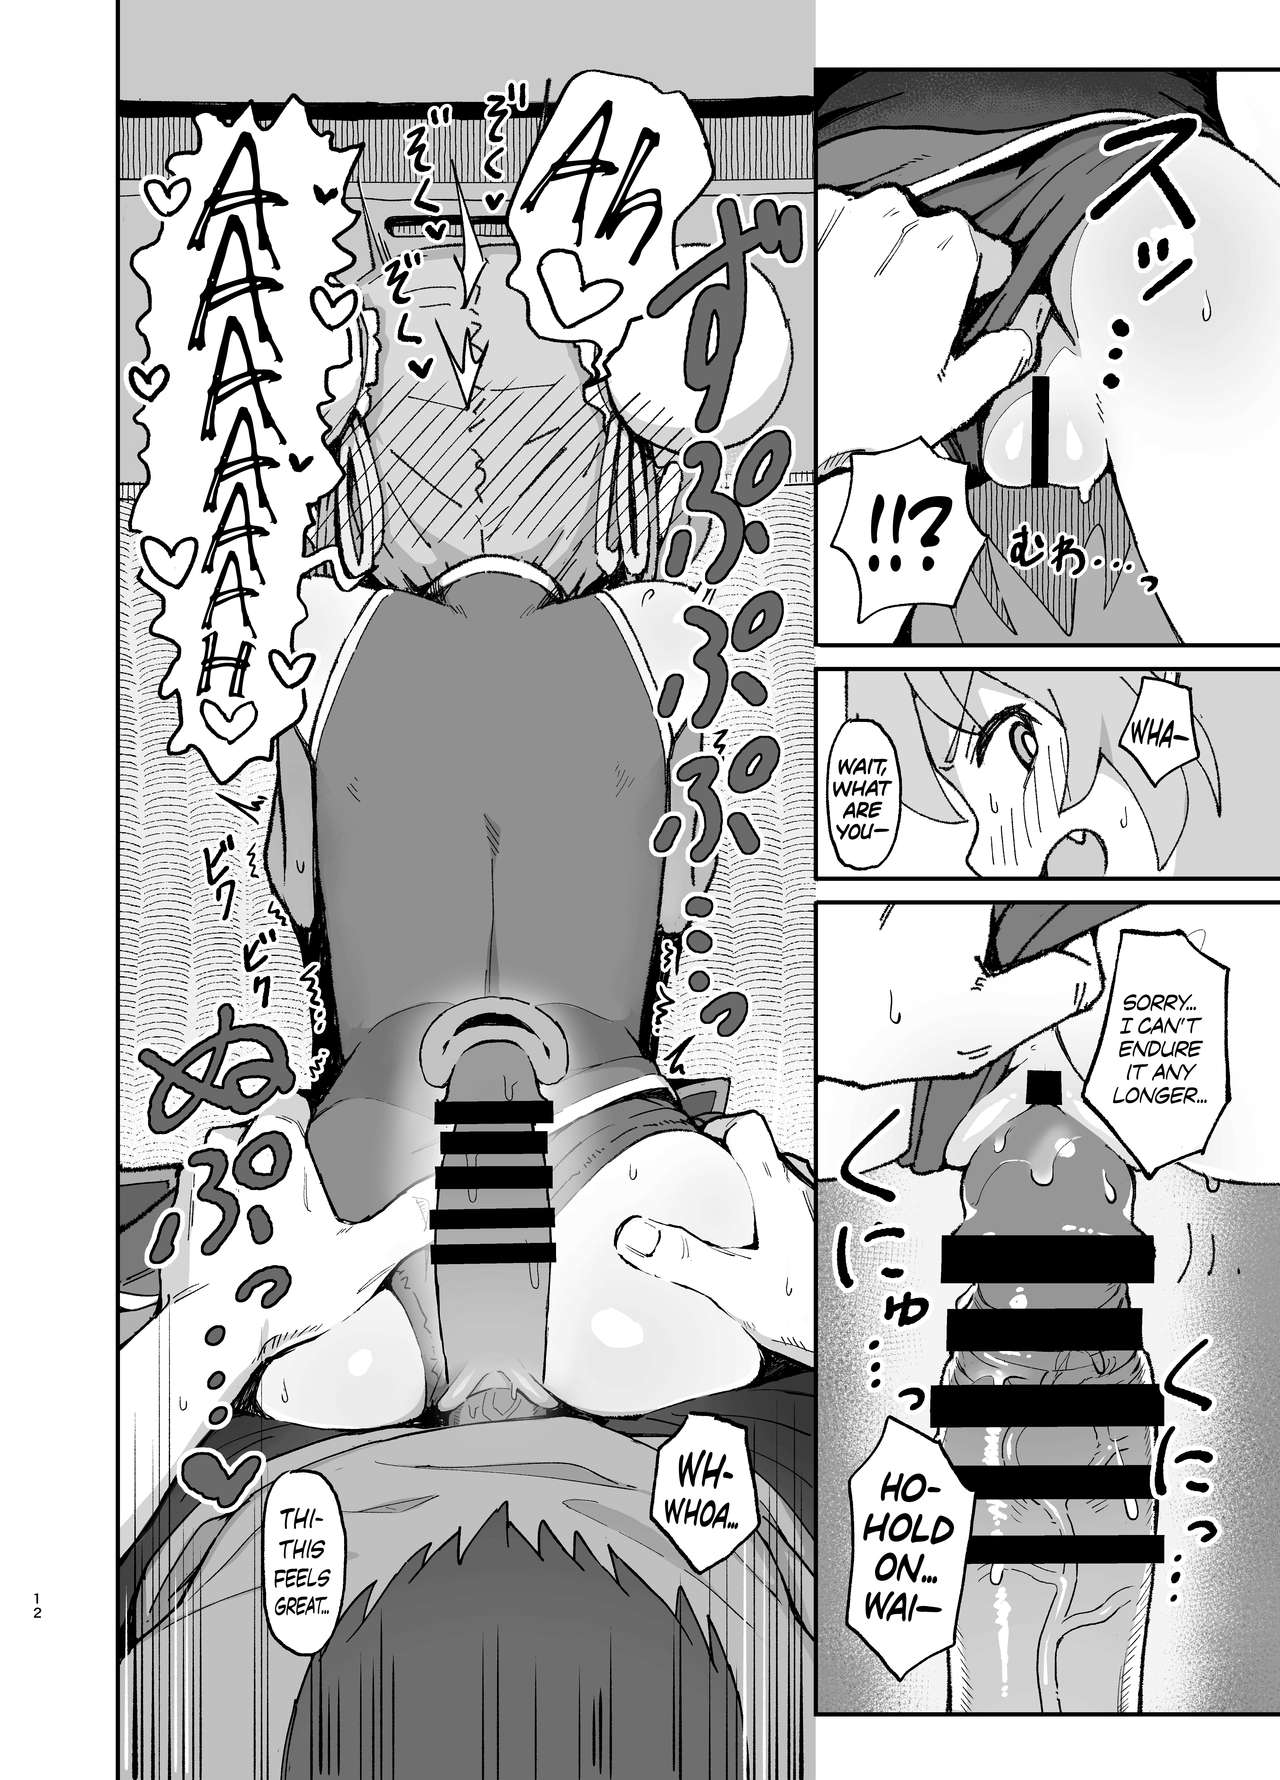 スッ…
!!?
むわ…っ
WHA-
WAIT,
WHAT
ARE
YOU-
SORRY...
I CAN'T
ENDURE
IT ANY
LONGER...
くにゅ…っ
くにっ…
HO-
HOLD
ON...
WAI-
Ah♡
ずぷぷぷ…っ
ぞくぞく♥
ぞくぞく♥
AAAAAAAH♡
ビクビク
ぬぷっ…♥
WH-
WHOA...
THI-
THIS
FEELS
GREAT...
12